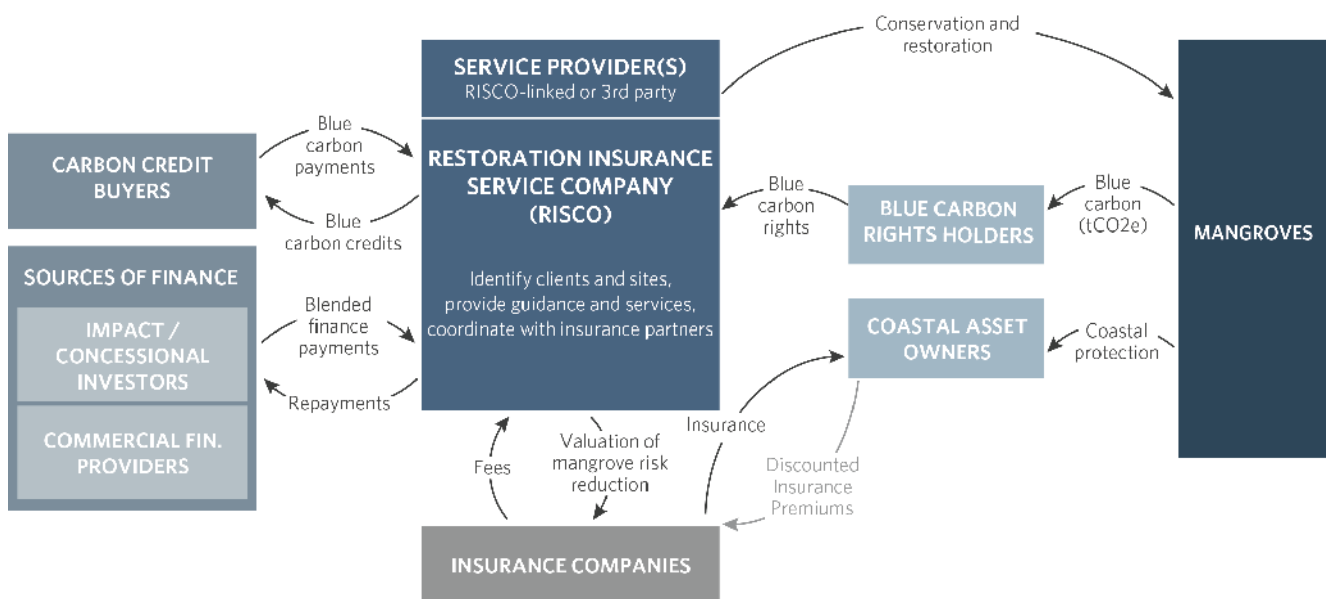 Conservation and
restoration
SERVICE PROVIDER(S)
RISCO-linked or 3rd party
Blue
carbon
payments
CARBON CREDIT
BUYERS
Blue
carbon credits
RESTORATION INSURANCE
SERVICE COMPANY
(RISCO)
Identify clients and sites,
provide guidance and services,
coordinate with insurance partners
Blue
carbon
rights
BLUE CARBON
RIGHTS HOLDERS
Blue
carbon
(tCO2e)
MANGROVES
SOURCES OF FINANCE
IMPACT /
CONCESSIONAL
INVESTORS
COMMERCIAL FIN.
PROVIDERS
Blended
finance
payments
Repayments
COASTAL ASSET
OWNERS
Coastal
protection
Fees
Valuation of
mangrove risk
reduction
Insurance
Discounted
Insurance
Premiums
INSURANCE COMPANIES